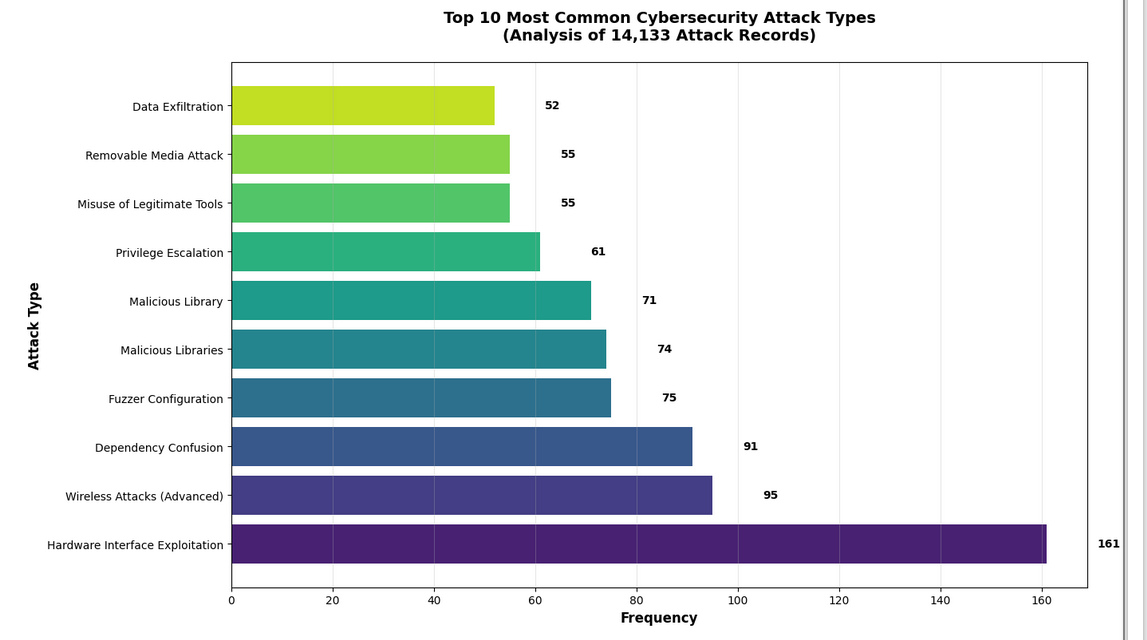 Top 10 Most Common Cybersecurity Attack Types
(Analysis of 14,133 Attack Records)
Attack Type
Data Exfiltration 52
Removable Media Attack 55
Misuse of Legitimate Tools 55
Privilege Escalation 61
Malicious Library 71
Malicious Libraries 74
Fuzzer Configuration 75
Dependency Confusion 91
Wireless Attacks (Advanced) 95
Hardware Interface Exploitation 161
0 20 40 60 80 100 120 140 160
Frequency